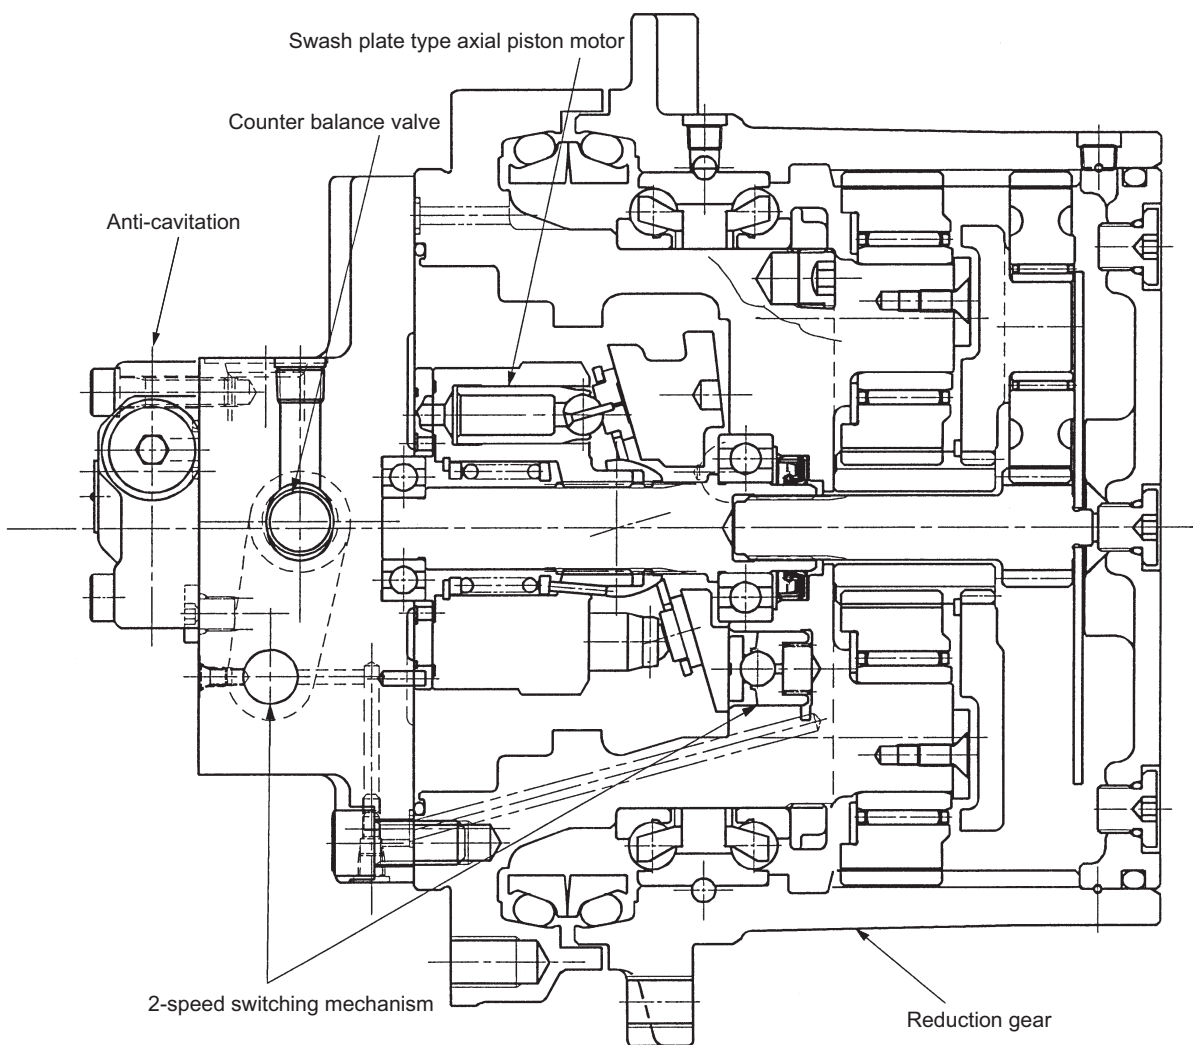 Swash plate type axial piston motor
Counter balance valve
Anti-cavitation
2-speed switching mechanism
Reduction gear